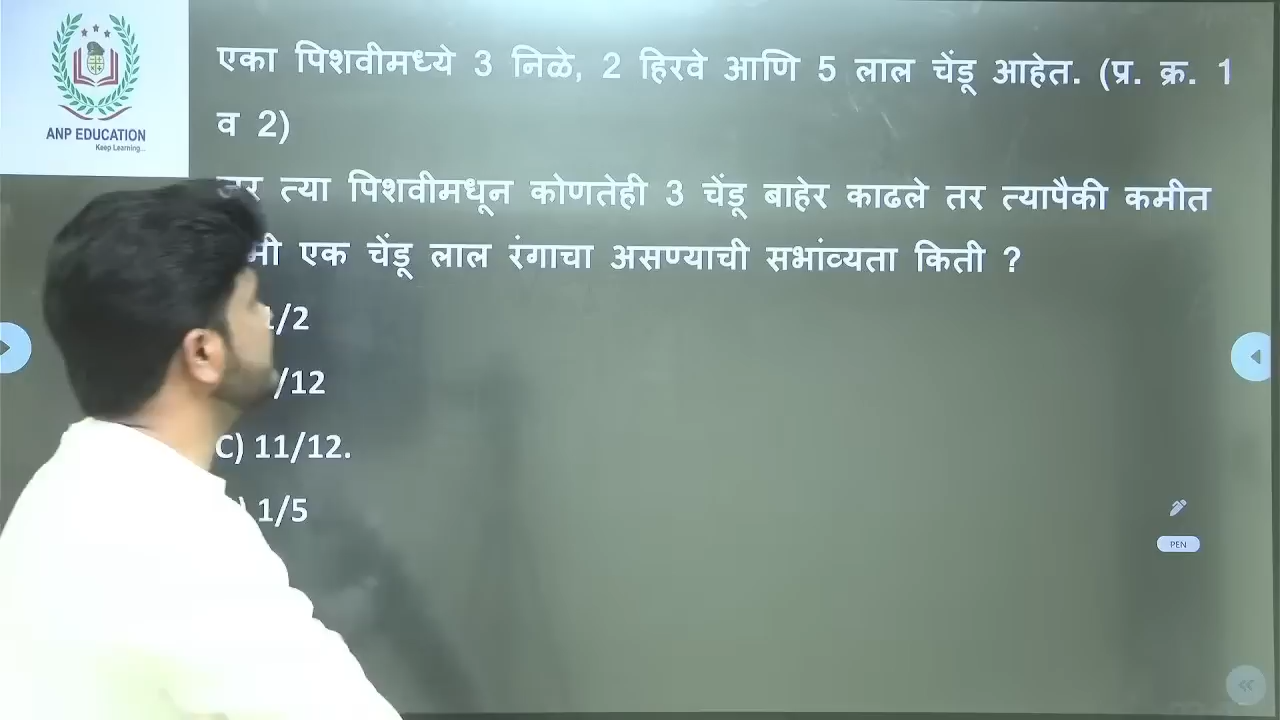 ANP EDUCATION
Keep Learning...
एका पिशवीमध्ये 3 निळे, 2 हिरवे आणि 5 लाल चेंडू आहेत. (प्र. क्र. 1
व 2)
त्या पिशवीमधून कोणतेही 3 चेंडू बाहेर काढले तर त्यापैकी कमीत
एक चेंडू लाल रंगाचा असण्याची सभांव्यता किती ?
/2
/12
C) 11/12.
1/5
PEN